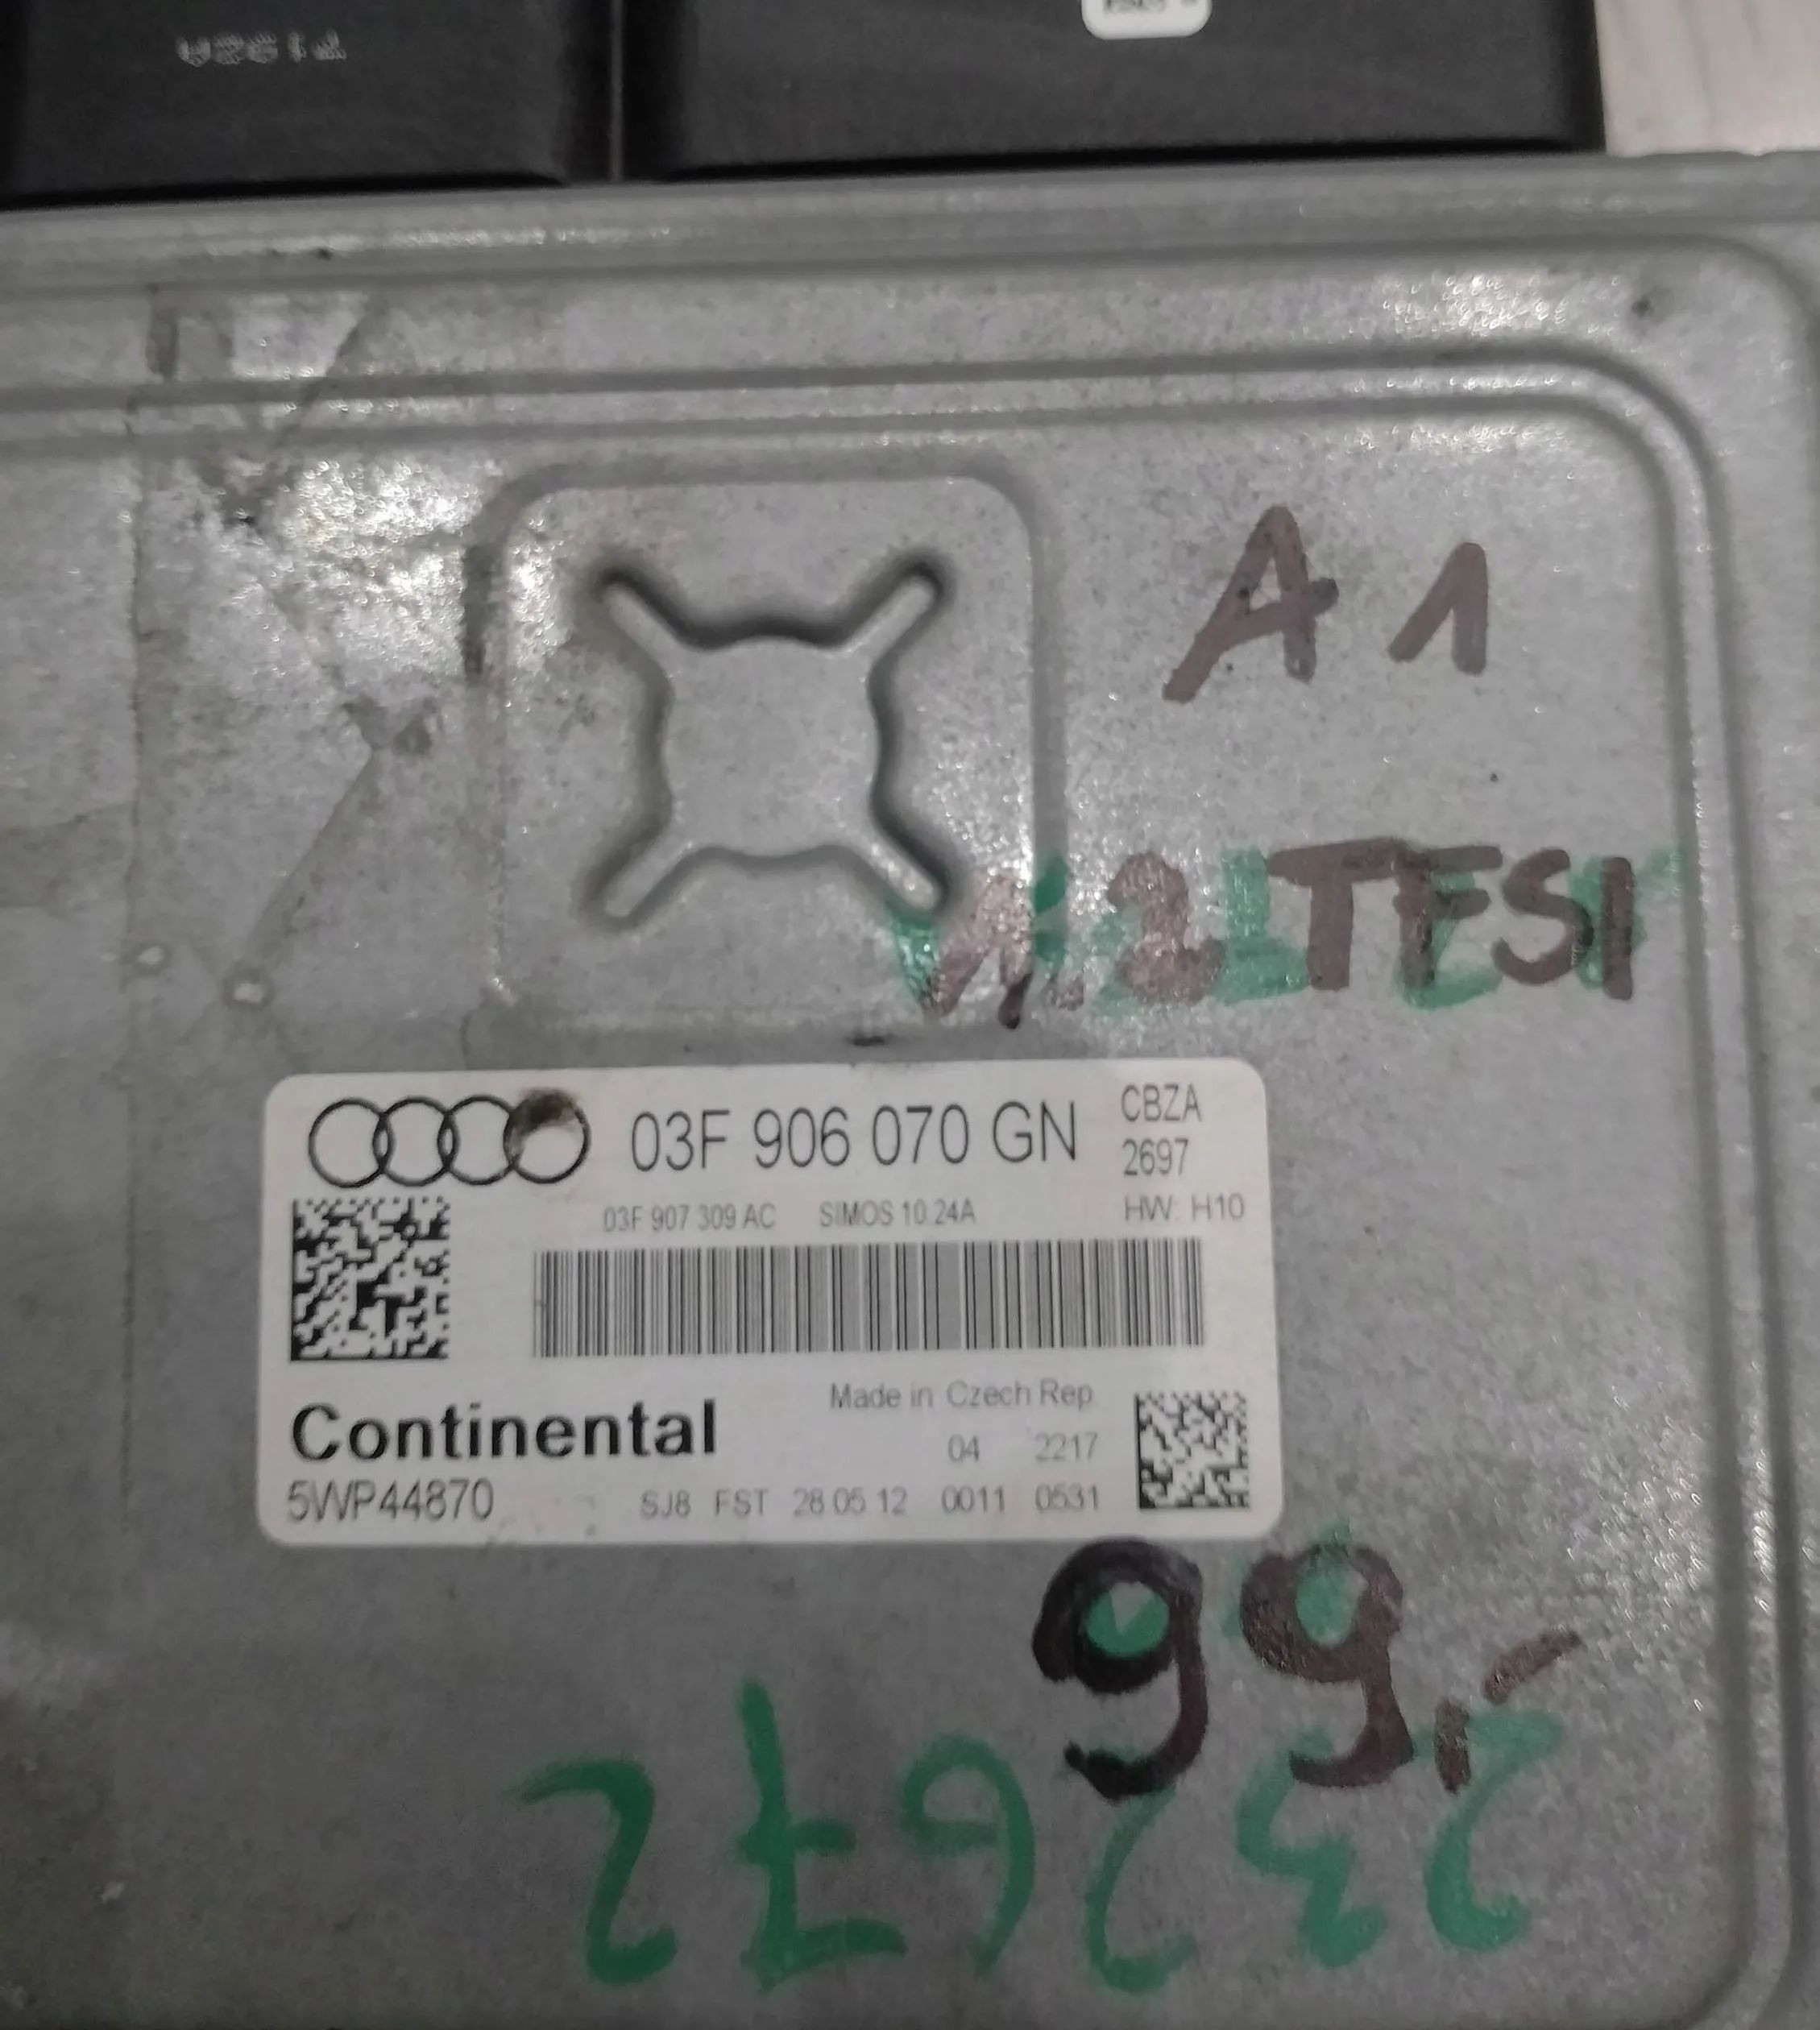 A1
1.2 TFSI
03F 906 070 GN
CBZA
2697
03F 907 309 AC SIMOS 10.24A HW: H10
Made in Czech Rep.
Continental
04 2217
5WP44870 SJ8 FST 28 05 12 0011 0531
99,-